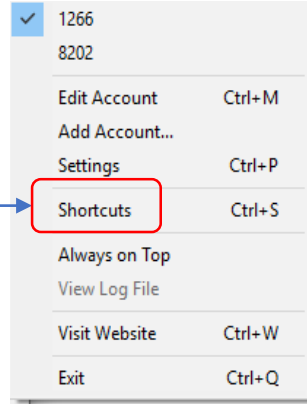 1266
8202
Edit Account Ctrl+M
Add Account...
Settings Ctrl+P
Shortcuts Ctrl+S
Always on Top
View Log File
Visit Website Ctrl+W
Exit Ctrl+Q